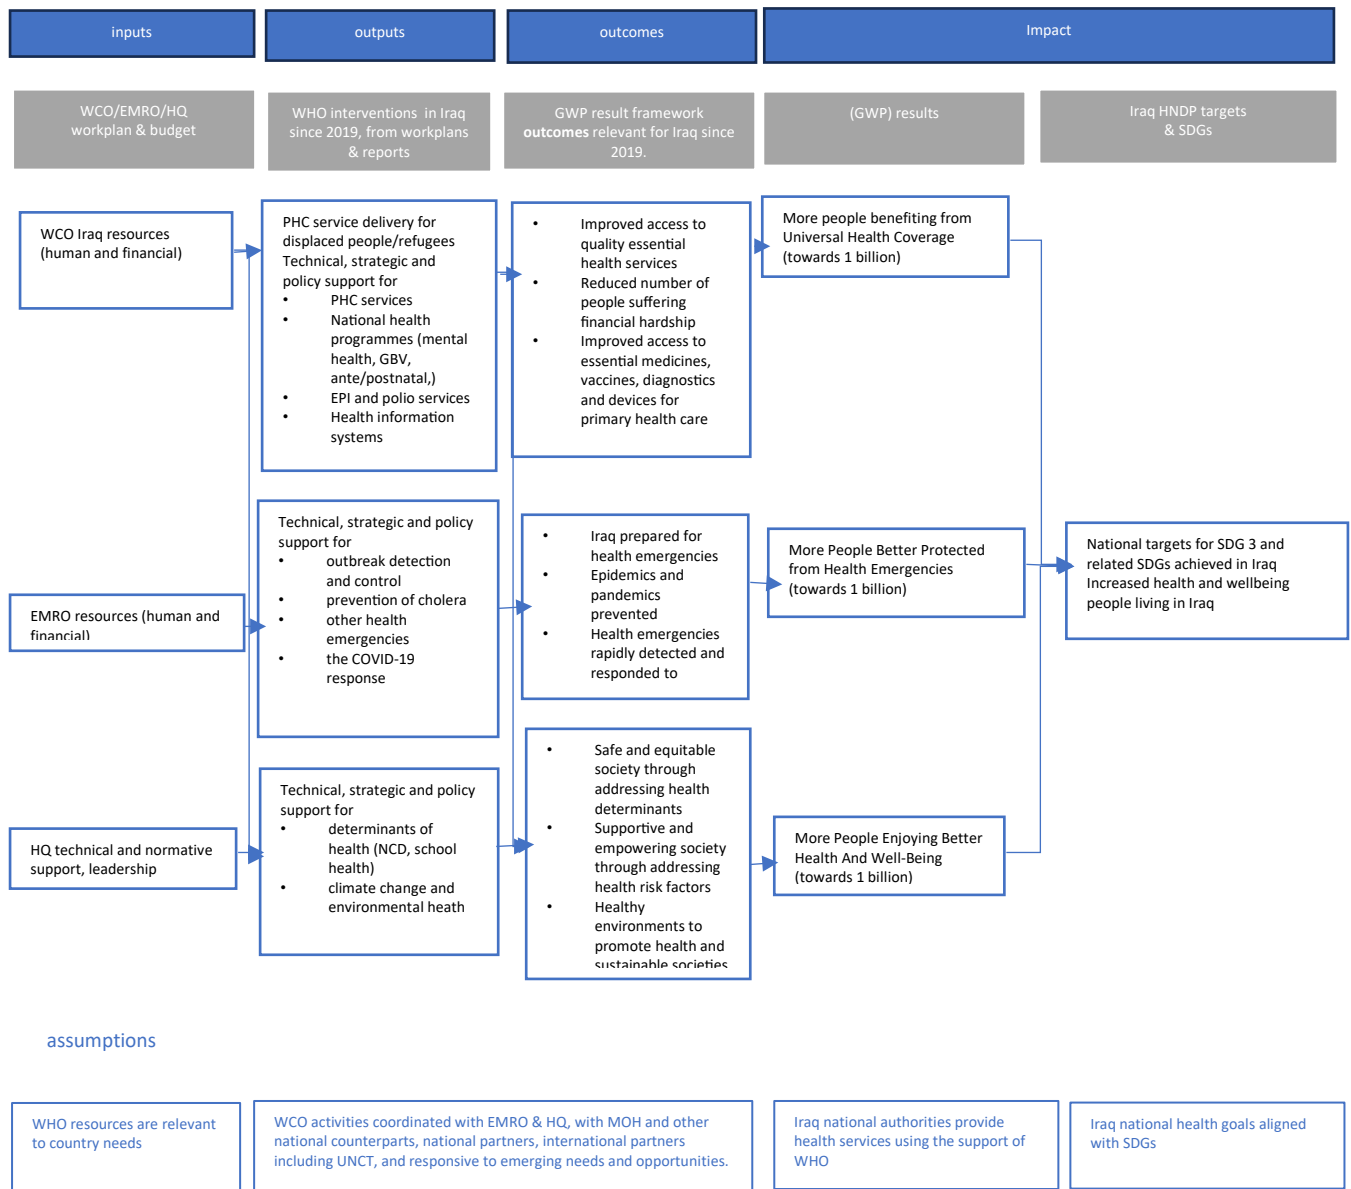 inputs
outputs
outcomes
Impact
WCO/EMRO/HQ
workplan & budget
WHO interventions in Iraq
since 2019, from workplans
& reports
GWP result framework
outcomes relevant for Iraq since
2019.
(GWP) results
Iraq HNDP targets
& SDGs
WCO Iraq resources
(human and financial)
EMRO resources (human and
financial)
HQ technical and normative
support, leadership
PHC service delivery for
displaced people/refugees
Technical, strategic and
policy support for
• PHC services
• National health
programmes (mental
health, GBV,
ante/postnatal,)
• EPI and polio services
• Health information
systems
Technical, strategic and policy
support for
• outbreak detection
and control
• prevention of cholera
• other health
emergencies
• the COVID-19
response
Technical, strategic and policy
support for
• determinants of
health (NCD, school
health)
• climate change and
environmental heath
• Improved access to
quality essential
health services
• Reduced number of
people suffering
financial hardship
• Improved access to
essential medicines,
vaccines, diagnostics
and devices for
primary health care
• Iraq prepared for
health emergencies
• Epidemics and
pandemics
prevented
• Health emergencies
rapidly detected and
responded to
• Safe and equitable
society through
addressing health
determinants
• Supportive and
empowering society
through addressing
health risk factors
• Healthy
environments to
promote health and
sustainable societies
More people benefiting from
Universal Health Coverage
(towards 1 billion)
More People Better Protected
from Health Emergencies
(towards 1 billion)
More People Enjoying Better
Health And Well-Being
(towards 1 billion)
National targets for SDG 3 and
related SDGs achieved in Iraq
Increased health and wellbeing
people living in Iraq
assumptions
WHO resources are relevant
to country needs
WCO activities coordinated with EMRO & HQ, with MOH and other
national counterparts, national partners, international partners
including UNCT, and responsive to emerging needs and opportunities.
Iraq national authorities provide
health services using the support of
WHO
Iraq national health goals aligned
with SDGs